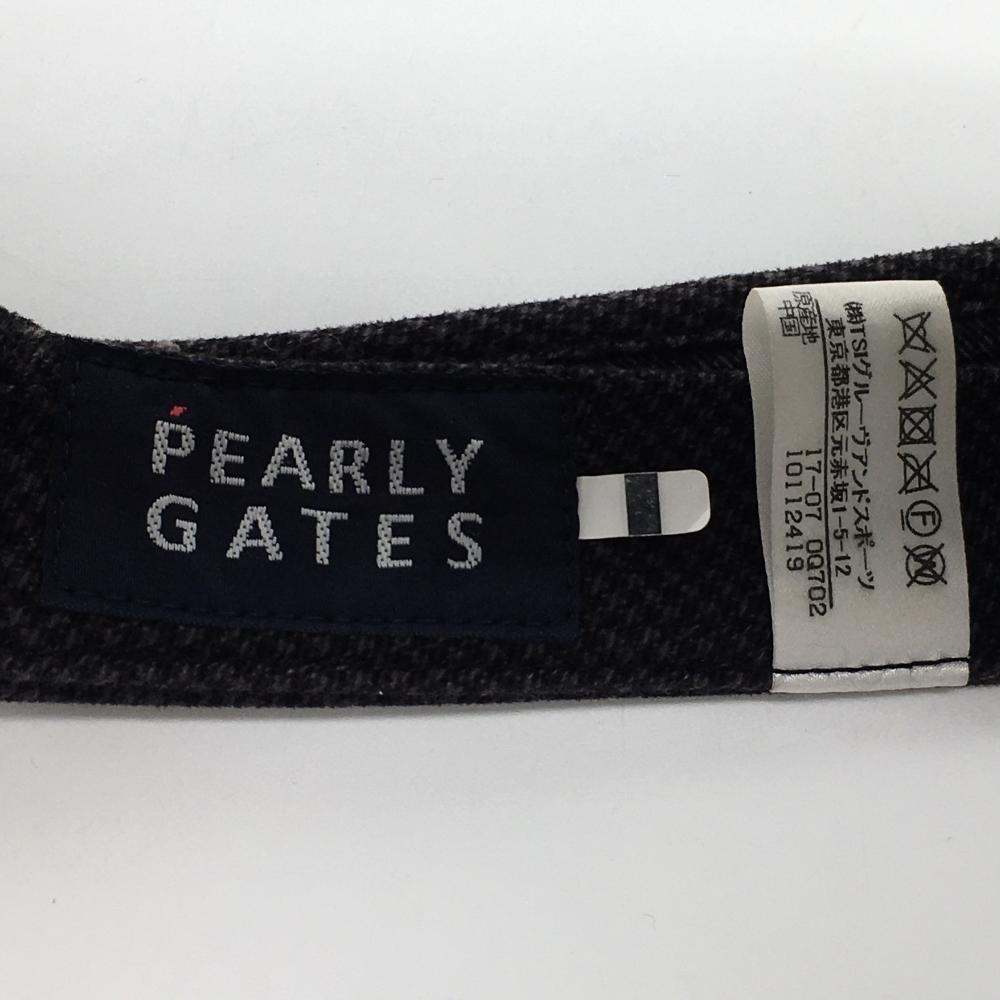 PEARLY
GATES
F
W
㈱TSIグルーヴアンドスポーツ
東京都港区元赤坂1-5-12
17-07 0Q702
10112419
原産地
中国